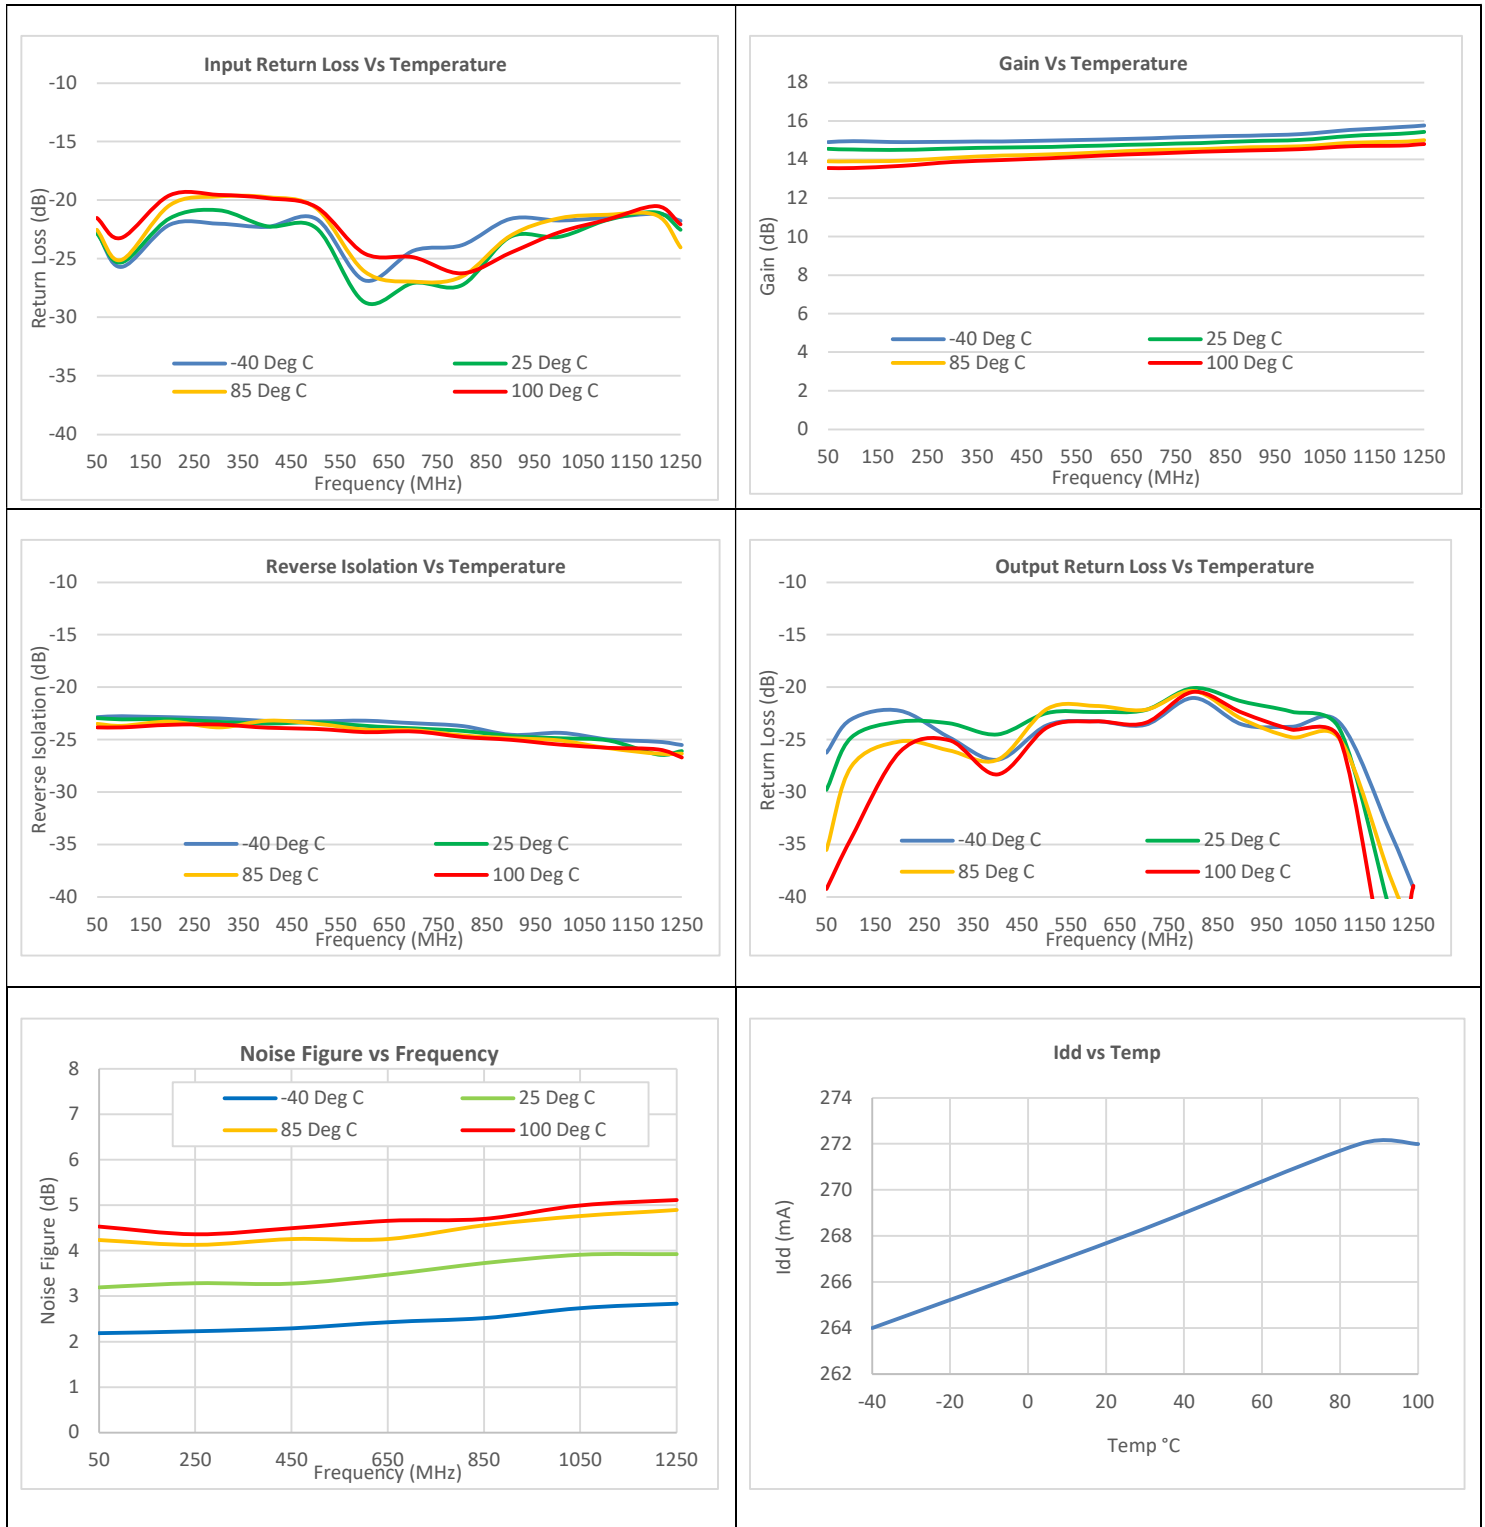 Input Return Loss Vs Temperature
-10
-15
-20
-25
-30
-35
-40
Return Loss (dB)
-40 Deg C
25 Deg C
85 Deg C
100 Deg C
50 150 250 350 450 550 650 750 850 950 1050 1150 1250
Frequency (MHz)
Gain Vs Temperature
18
16
14
12
10
8
6
4
2
0
Gain (dB)
-40 Deg C
25 Deg C
85 Deg C
100 Deg C
50 150 250 350 450 550 650 750 850 950 1050 1150 1250
Frequency (MHz)
Reverse Isolation Vs Temperature
-10
-15
-20
-25
-30
-35
-40
Reverse Isolation (dB)
-40 Deg C
25 Deg C
85 Deg C
100 Deg C
50 150 250 350 450 550 650 750 850 950 1050 1150 1250
Frequency (MHz)
Output Return Loss Vs Temperature
-10
-15
-20
-25
-30
-35
-40
Return Loss (dB)
-40 Deg C
25 Deg C
85 Deg C
100 Deg C
50 150 250 350 450 550 650 750 850 950 1050 1150 1250
Frequency (MHz)
Noise Figure vs Frequency
8
7
6
5
4
3
2
1
0
Noise Figure (dB)
-40 Deg C
25 Deg C
85 Deg C
100 Deg C
50 250 450 650 850 1050 1250
Frequency (MHz)
Idd vs Temp
274
272
270
268
266
264
262
Idd (mA)
-40 -20 0 20 40 60 80 100
Temp °C